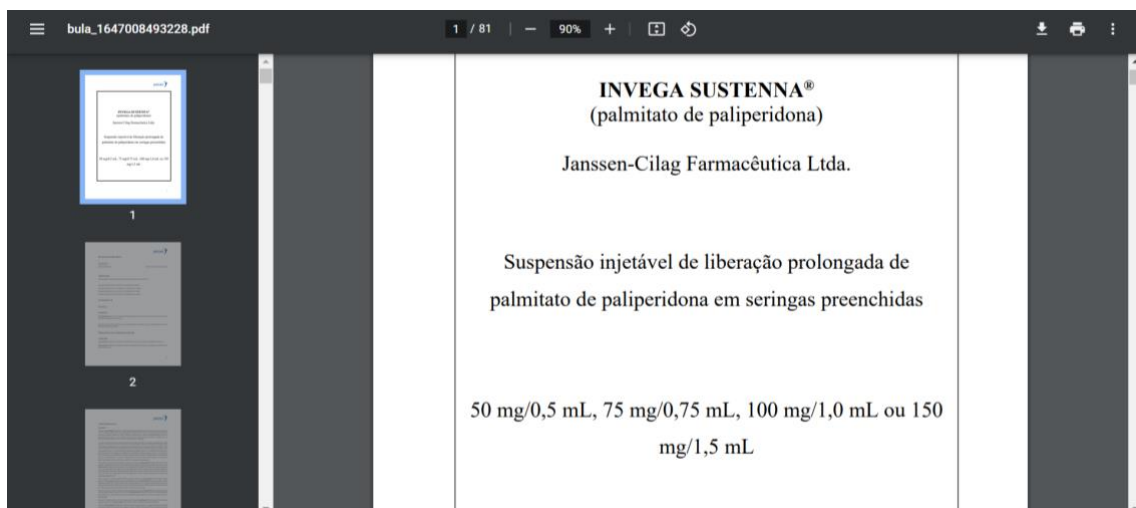 bula_1647008493228.pdf
1 / 81
90%
1
2
INVEGA SUSTENNA®
(palmitato de paliperidona)
Janssen-Cilag Farmacêutica Ltda.
Suspensão injetável de liberação prolongada de
palmitato de paliperidona em seringas preenchidas
50 mg/0,5 mL, 75 mg/0,75 mL, 100 mg/1,0 mL ou 150
mg/1,5 mL